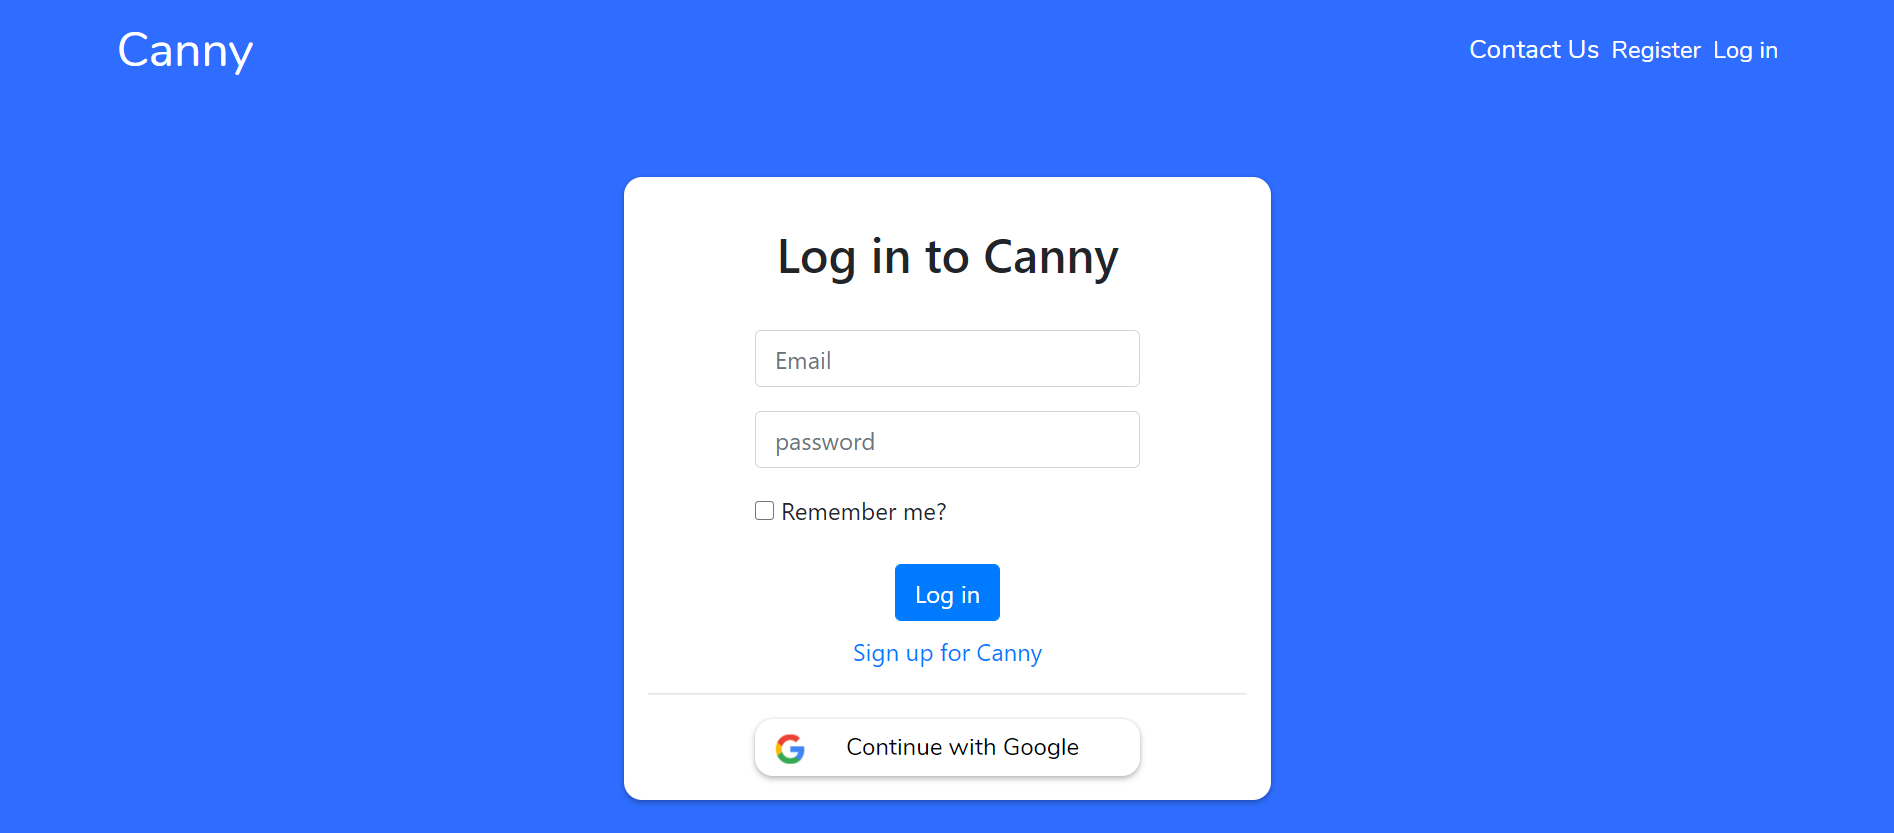 Canny
Contact Us Register Log in
Log in to Canny
Email
password
Remember me?
Log in
Sign up for Canny
Continue with Google